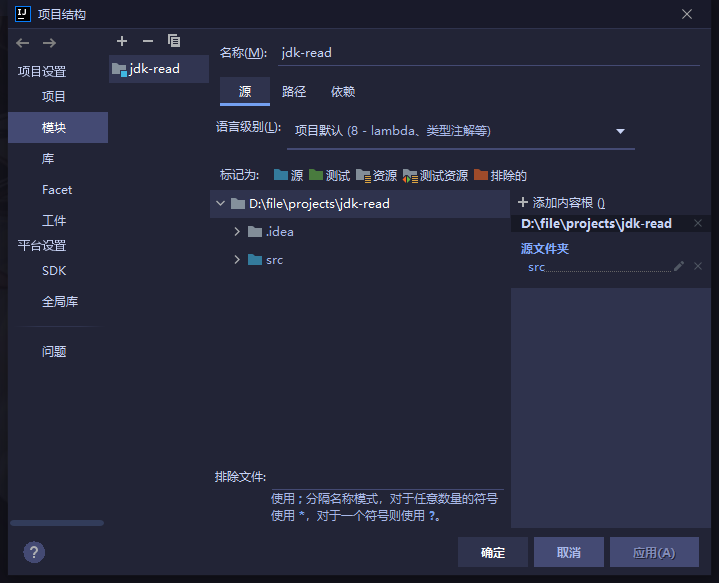 项目结构
项目设置
项目
模块
库
Facet
工件
平台设置
SDK
全局库
问题
jdk-read
名称(M): jdk-read
源 路径 依赖
语言级别(L): 项目默认 (8 - lambda、类型注解等)
标记为: 源 测试 资源 测试资源 排除的
D:\file\projects\jdk-read
.idea
src
+ 添加内容根 ()
D:\file\projects\jdk-read
源文件夹
src
排除文件:
使用 ; 分隔名称模式，对于任意数量的符号
使用 *，对于一个符号则使用 ?。
?
确定 取消 应用(A)